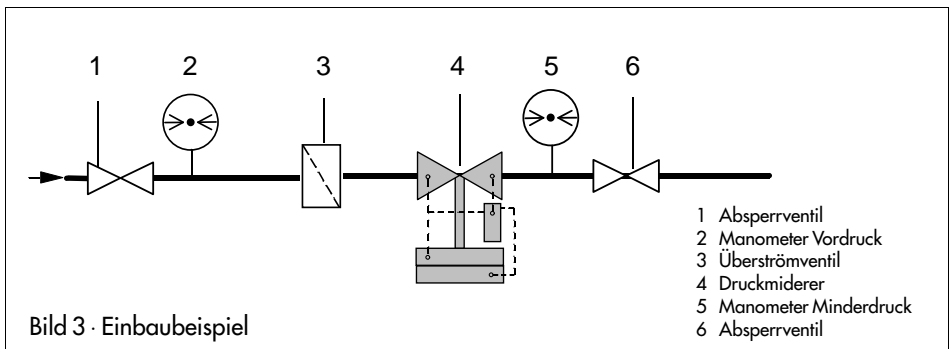 1 2 3 4 5 6
1 Absperrventil
2 Manometer Vordruck
3 Überströmventil
4 Druckmiderer
5 Manometer Minderdruck
6 Absperrventil
Bild 3 · Einbaubeispiel